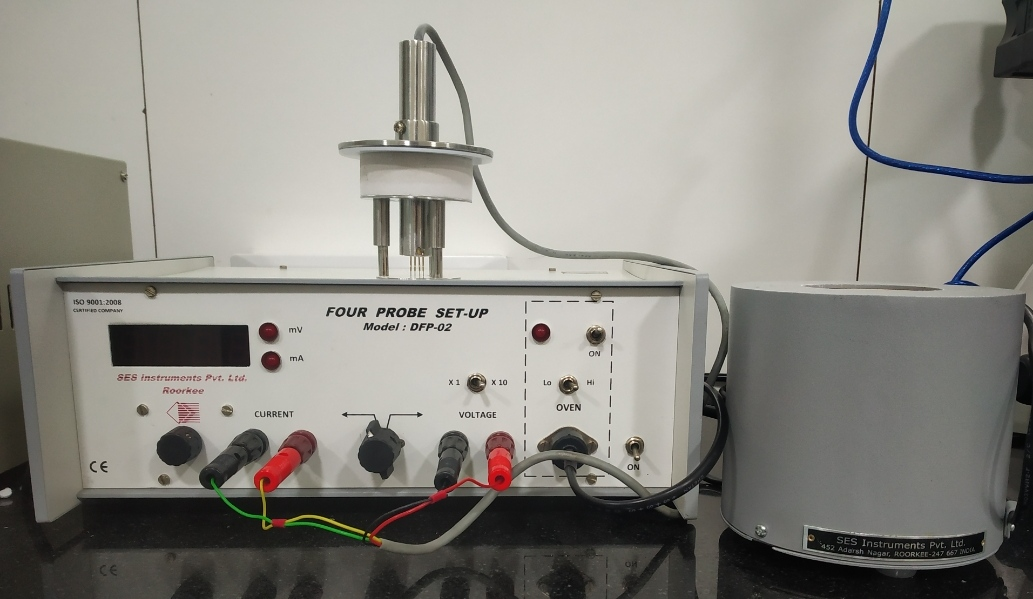 ISO 9001:2008
CERTIFIED COMPANY
FOUR PROBE SET-UP
Model : DFP-02
mV
mA
SES Instruments Pvt. Ltd.
Roorkee
ON
X 1
X 10
Lo
Hi
OVEN
CURRENT
VOLTAGE
ON
CE
SES Instruments Pvt. Ltd.
452 Adarsh Nagar, ROORKEE-247 667 INDIA